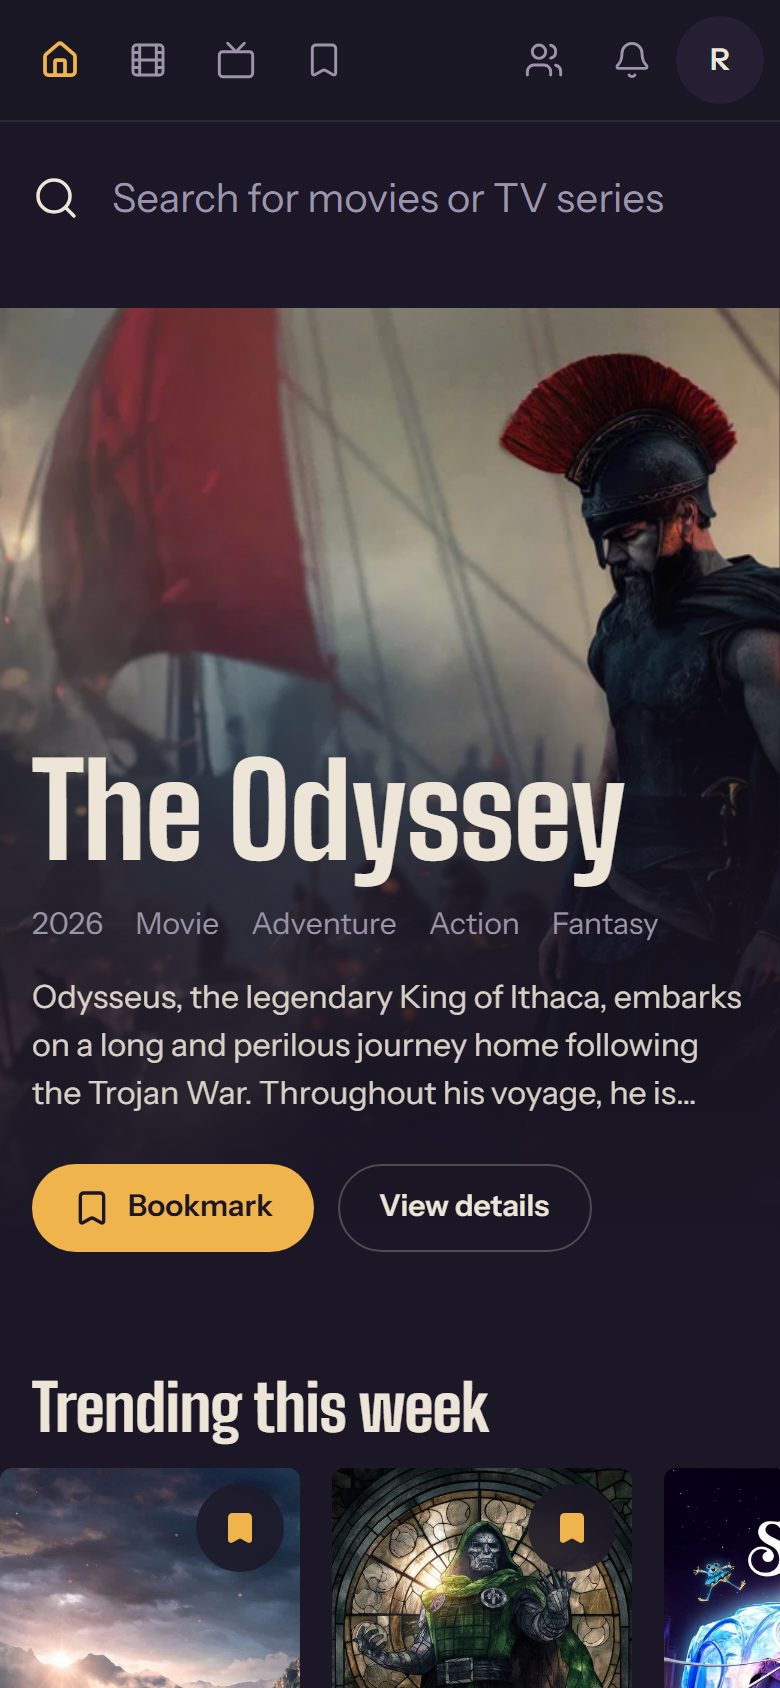 R
Search for movies or TV series
The Odyssey
2026 Movie Adventure Action Fantasy
Odysseus, the legendary King of Ithaca, embarks
on a long and perilous journey home following
the Trojan War. Throughout his voyage, he is...
Bookmark View details
Trending this week
S